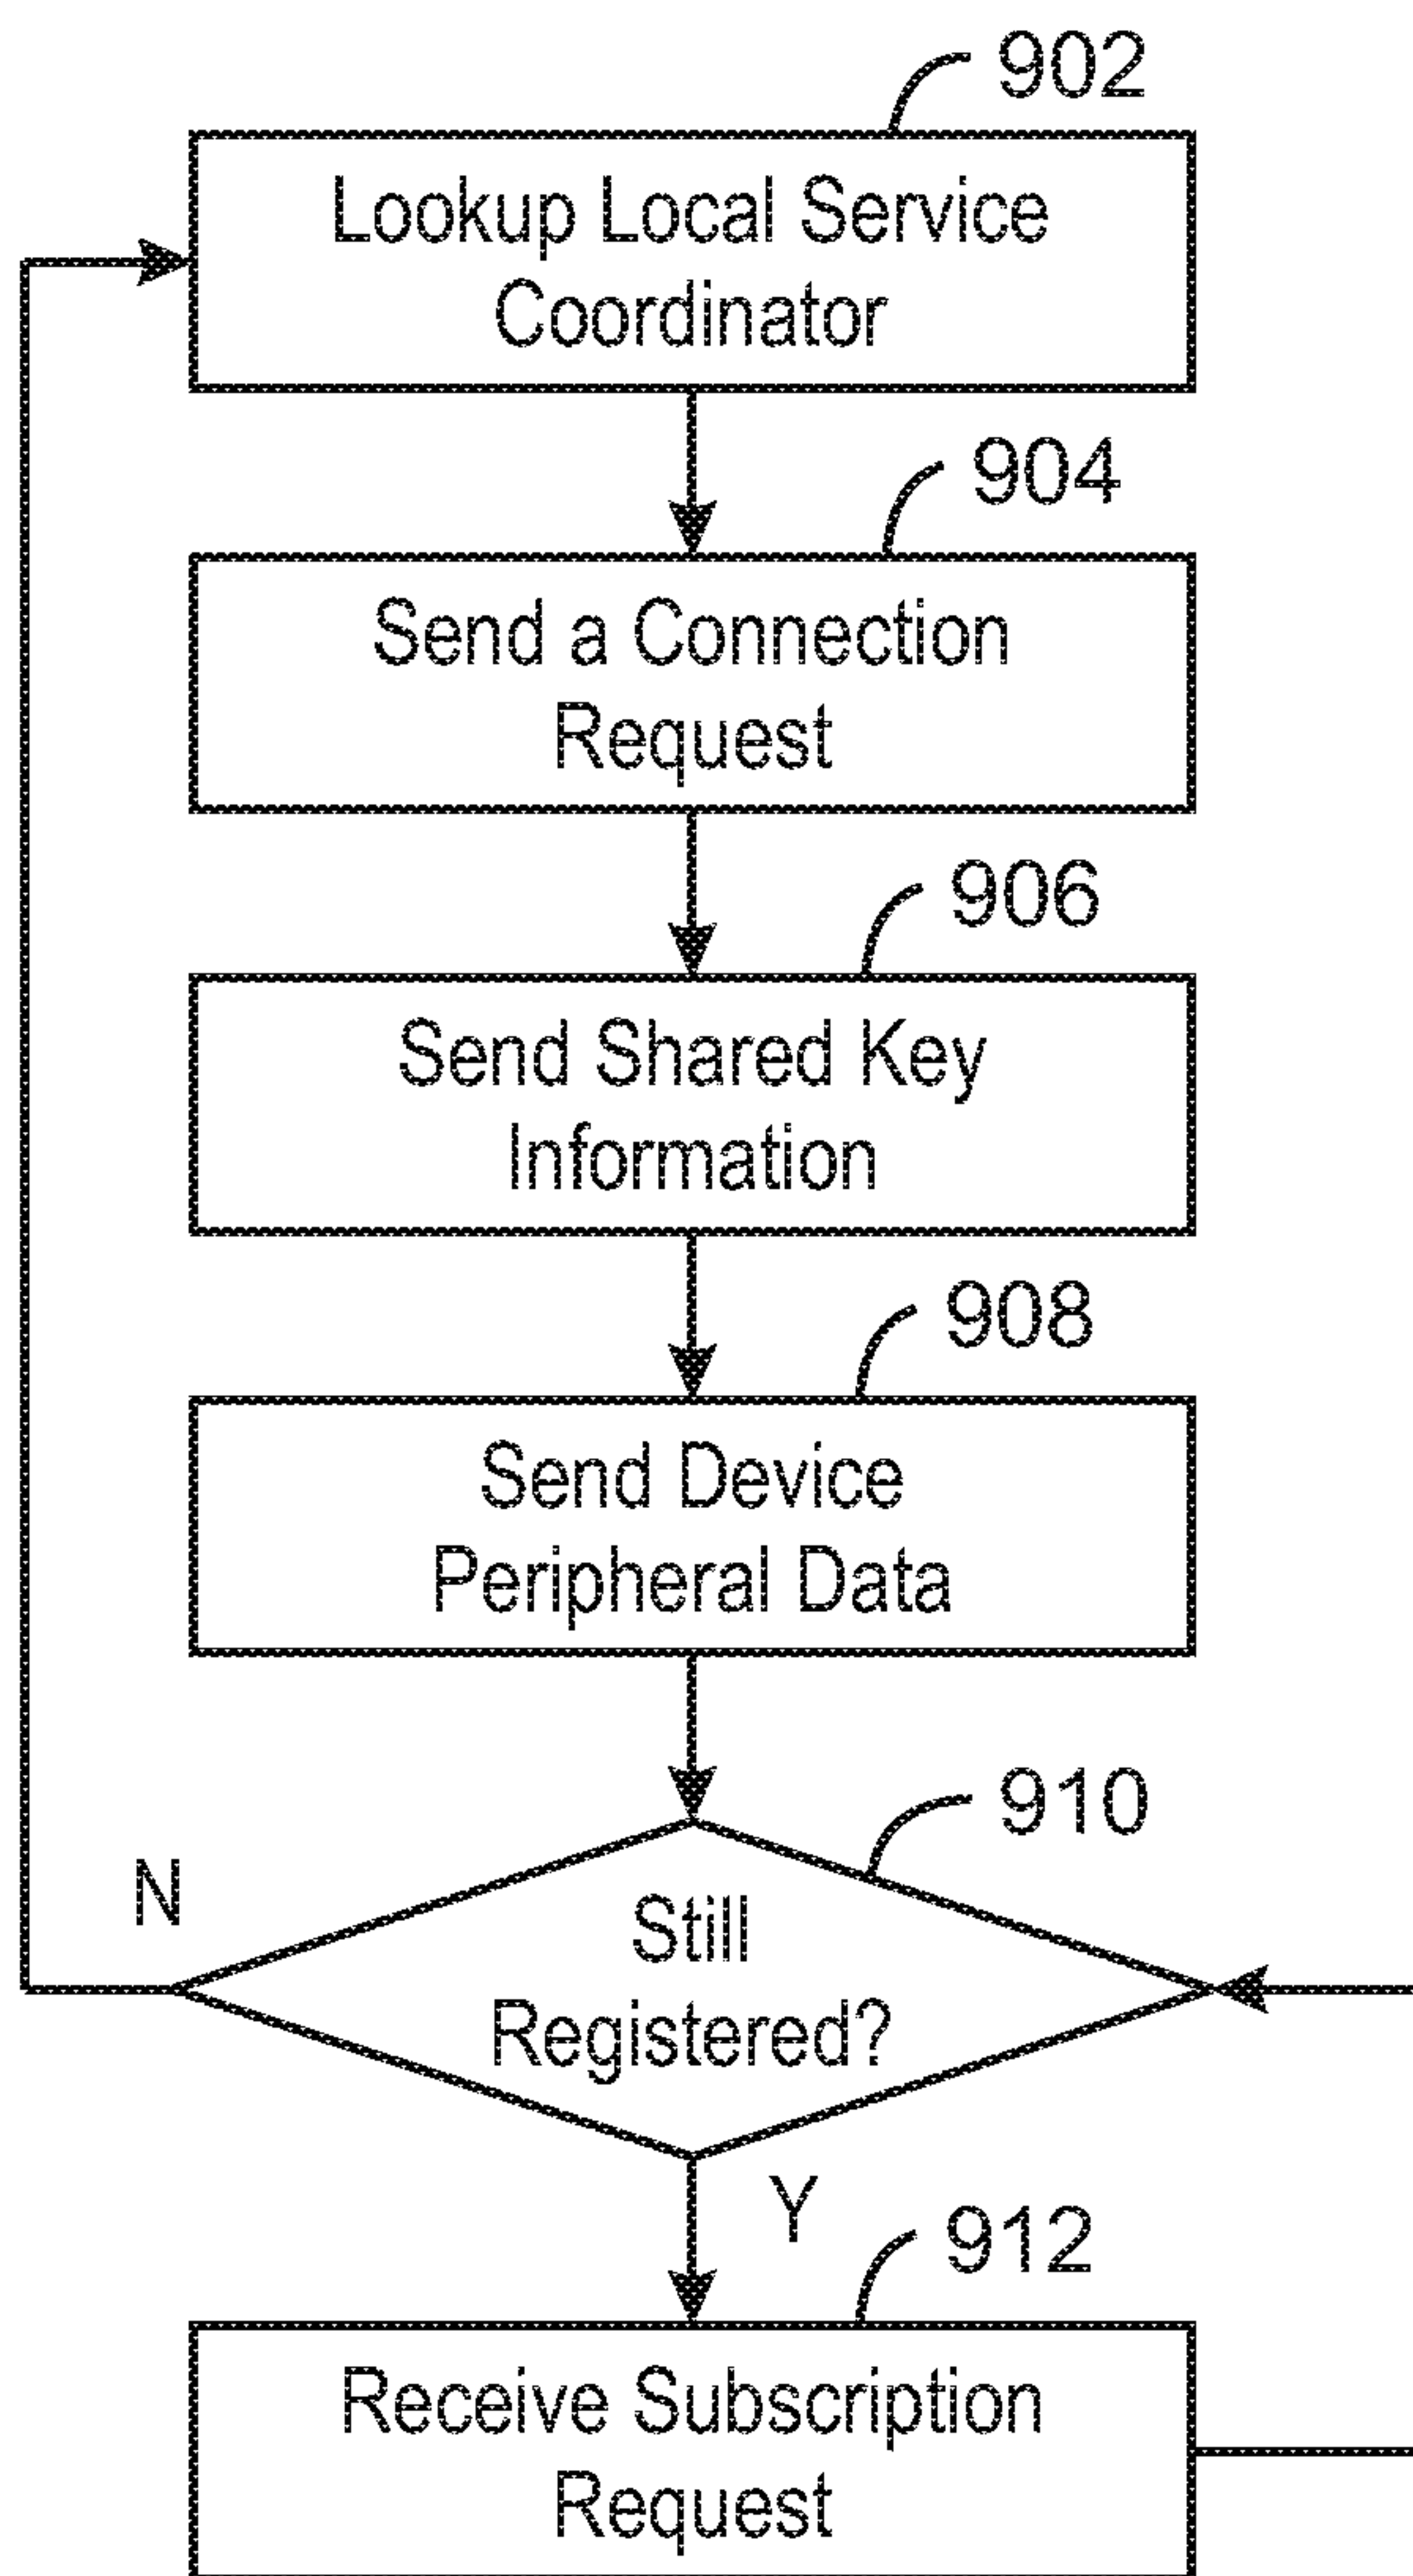 902
Lookup Local Service
Coordinator
904
Send a Connection
Request
906
Send Shared Key
Information
908
Send Device
Peripheral Data
910
N
Still
Registered?
Y
912
Receive Subscription
Request